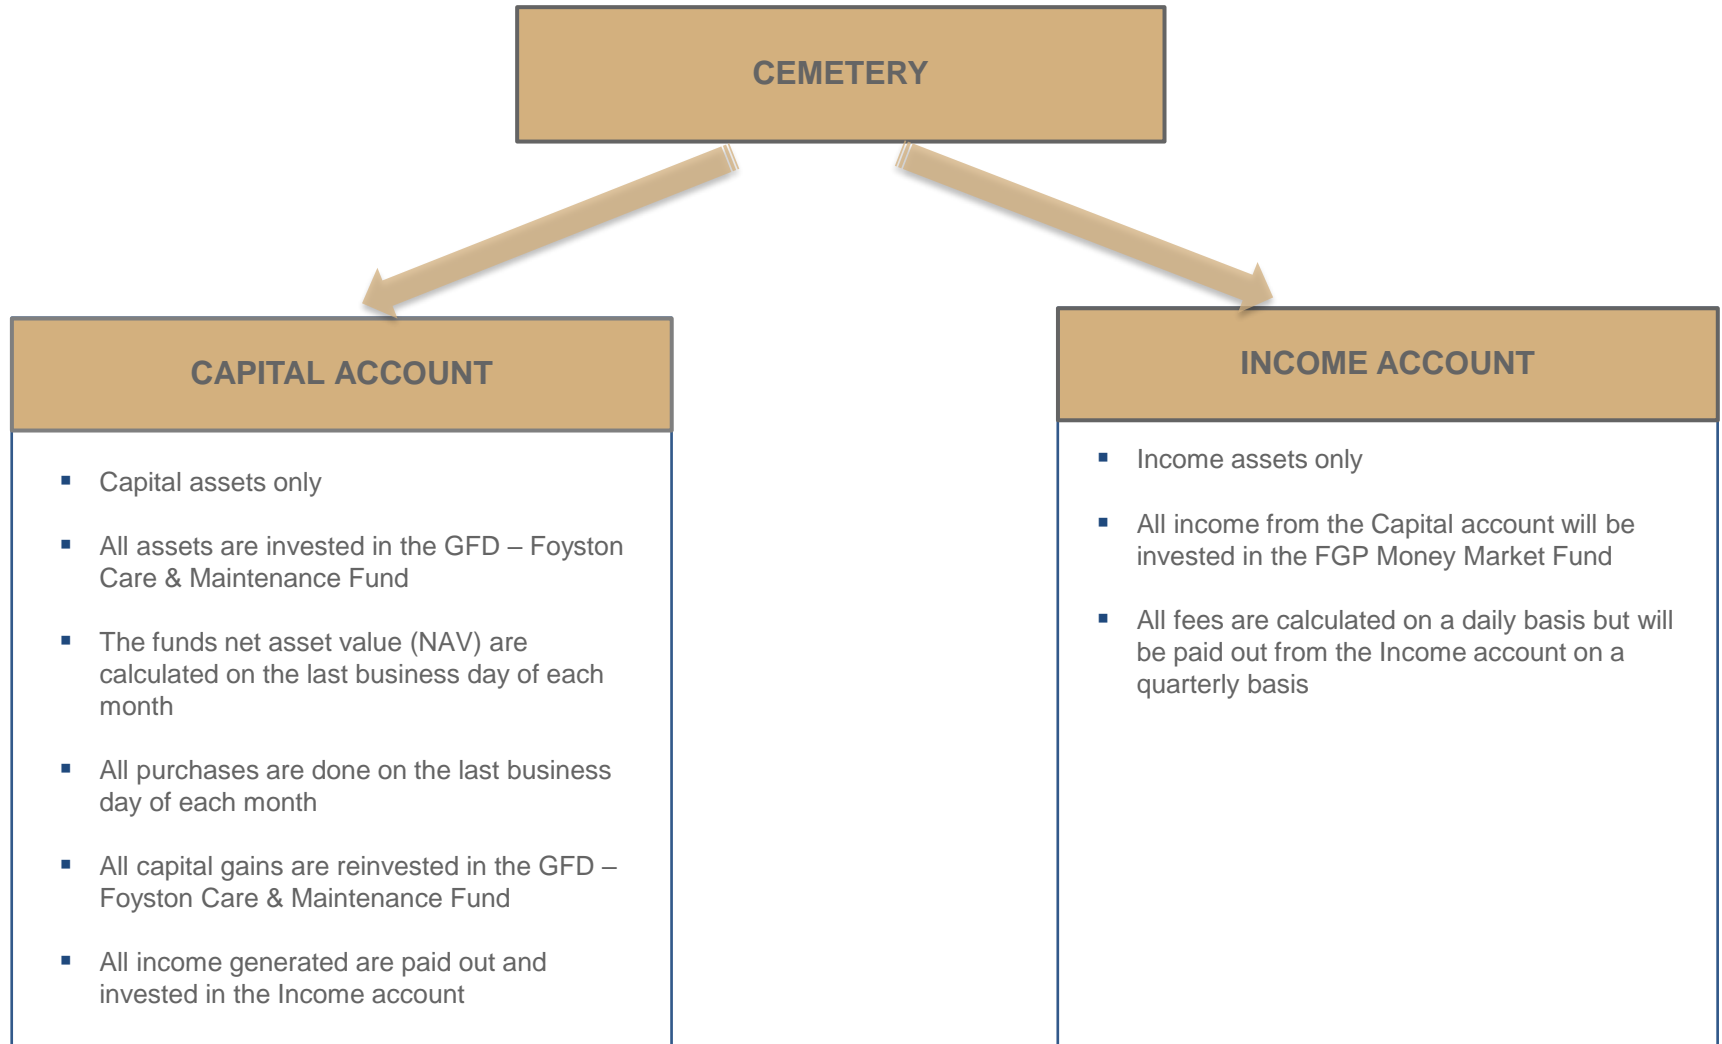 CEMETERY
CAPITAL ACCOUNT
▪ Capital assets only
▪ All assets are invested in the GFD – Foyston
Care & Maintenance Fund
▪ The funds net asset value (NAV) are
calculated on the last business day of each
month
▪ All purchases are done on the last business
day of each month
▪ All capital gains are reinvested in the GFD –
Foyston Care & Maintenance Fund
▪ All income generated are paid out and
invested in the Income account
INCOME ACCOUNT
▪ Income assets only
▪ All income from the Capital account will be
invested in the FGP Money Market Fund
▪ All fees are calculated on a daily basis but will
be paid out from the Income account on a
quarterly basis